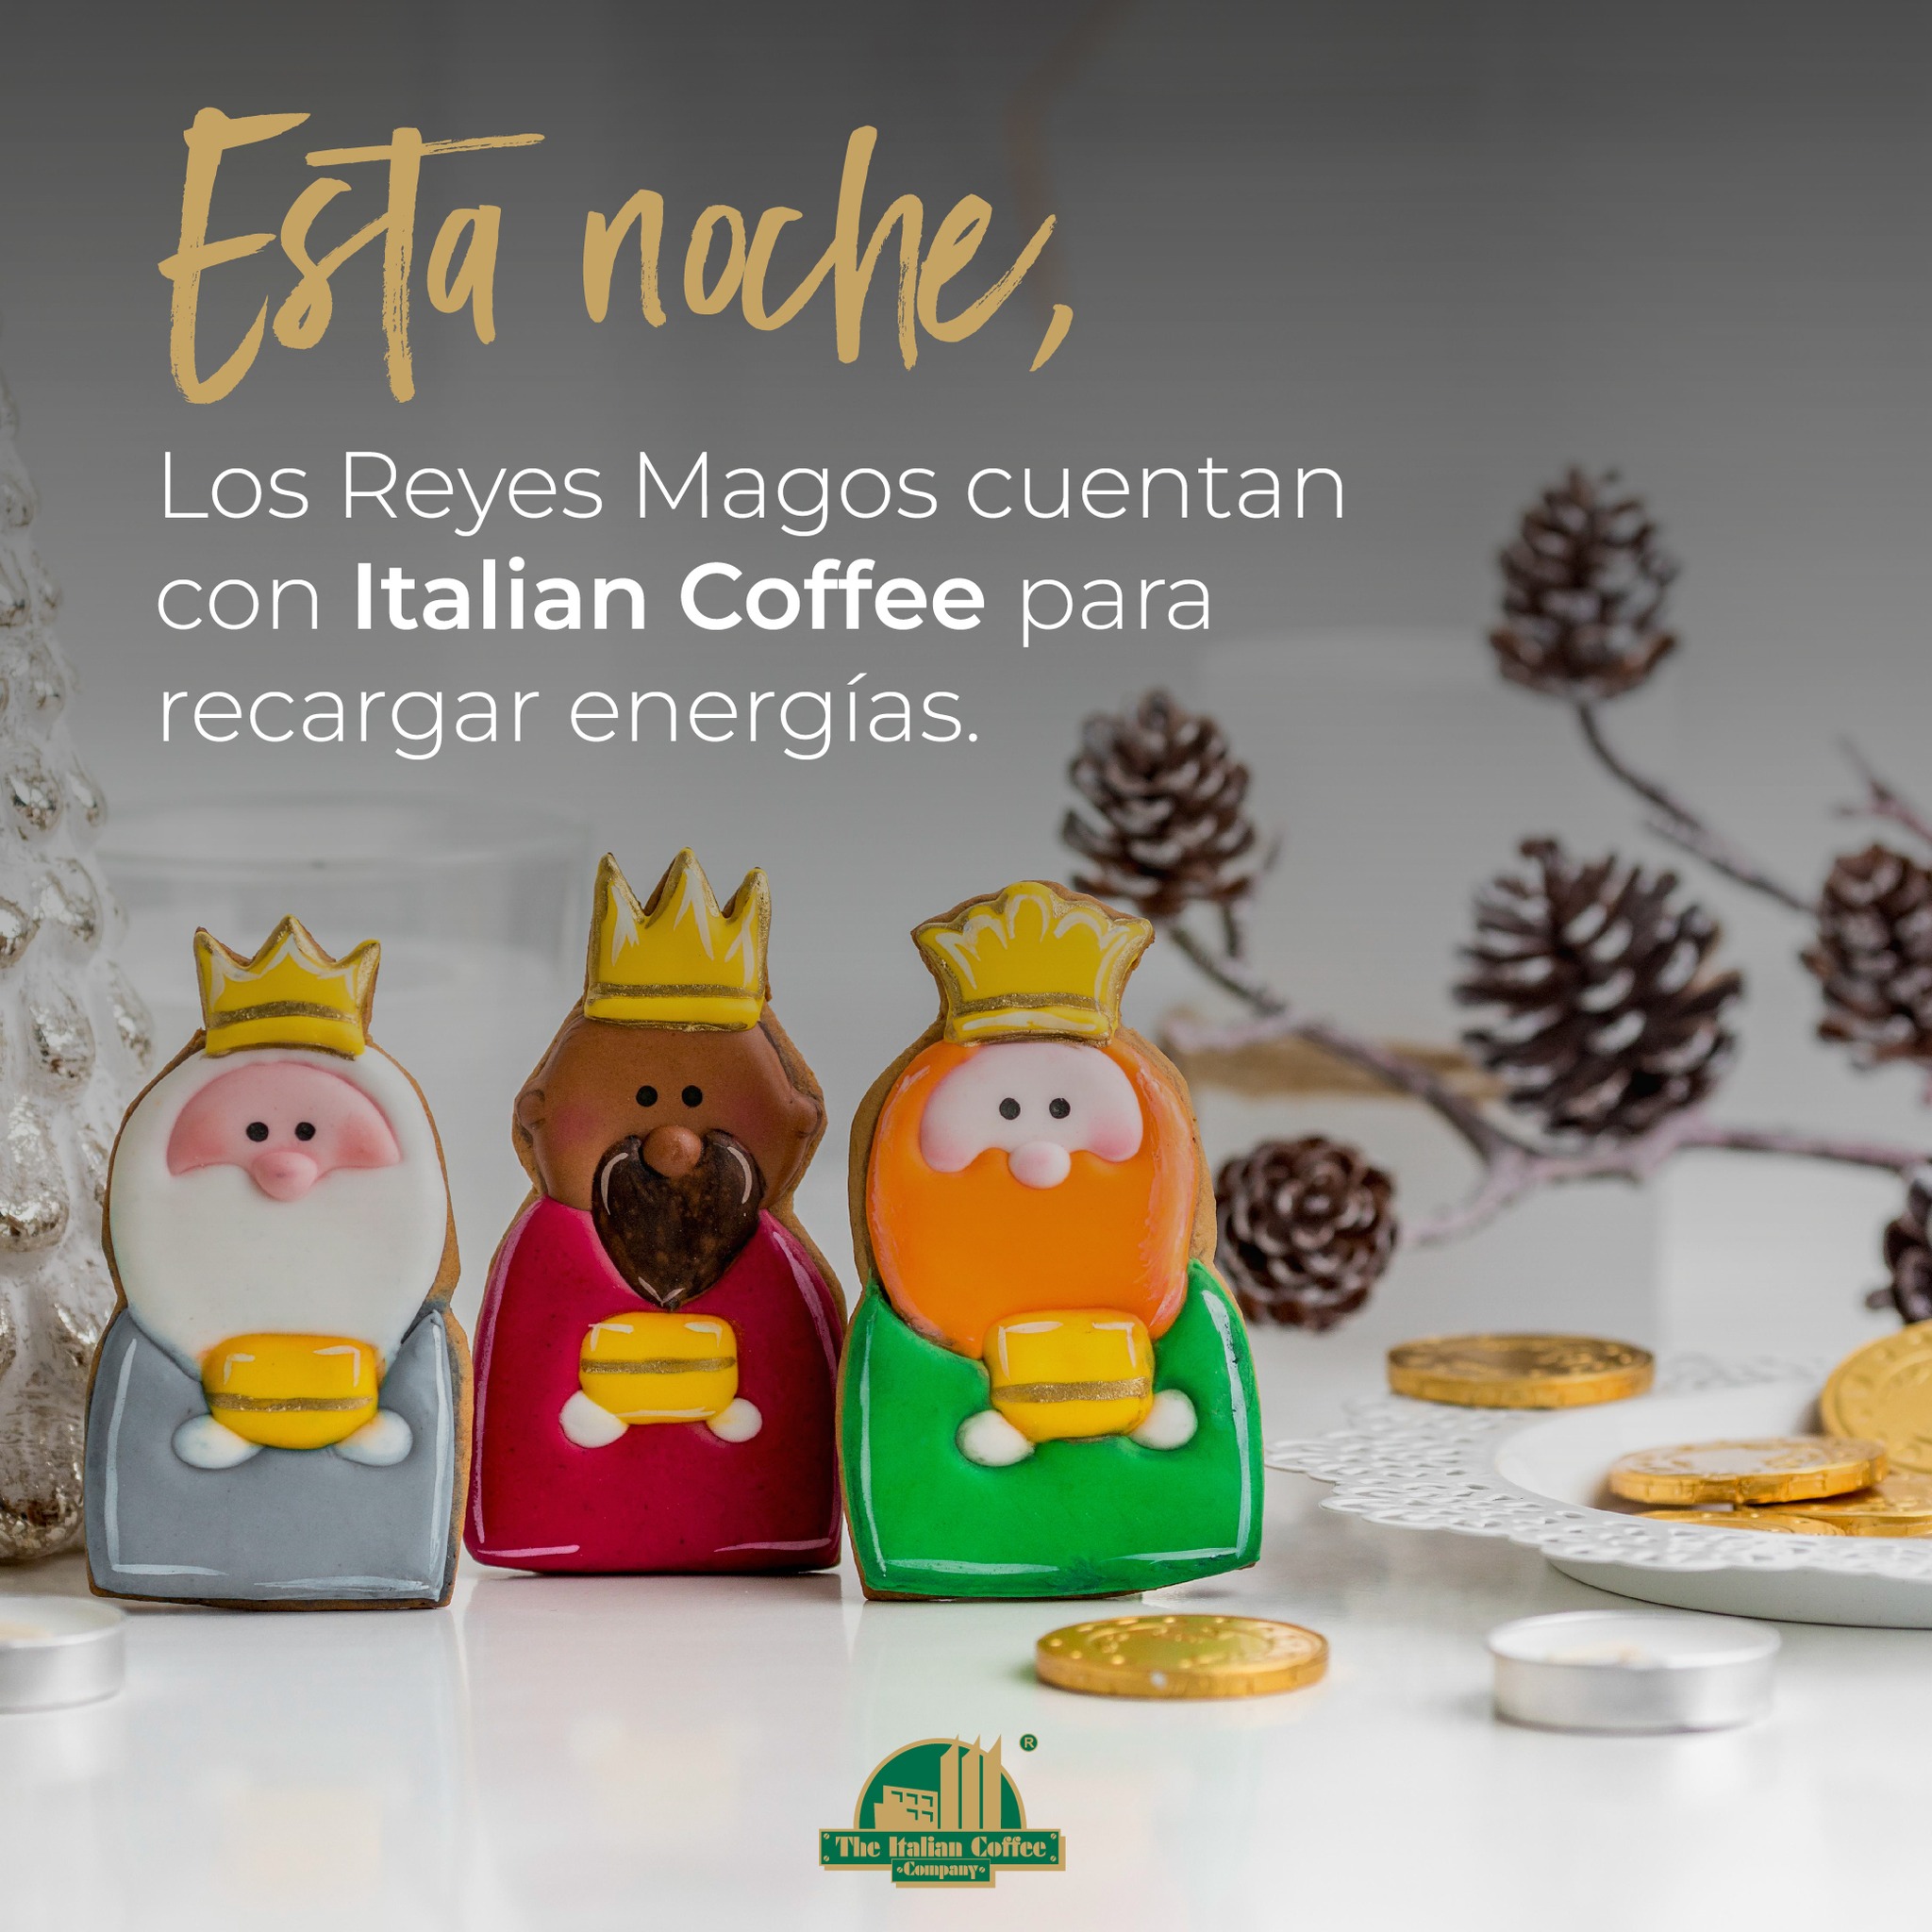 Esta noche,
Los Reyes Magos cuentan
con Italian Coffee para
recargar energías.
®
The Italian Coffee
Company